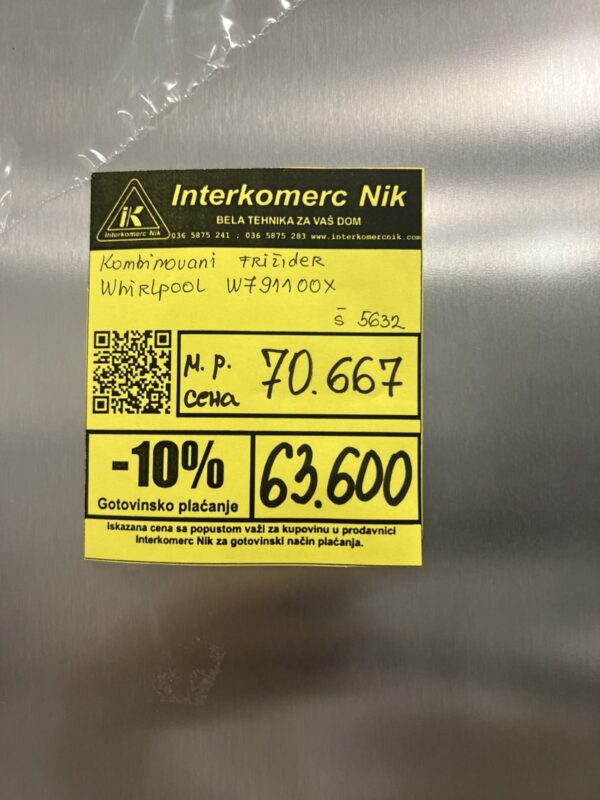 iK
Interkomerc Nik
Interkomerc Nik
BELA TEHNIKA ZA VAŠ DOM
036 5875 241 ; 036 5875 283 www.interkomercnik.com
Kombinovani FRIžIDER
WhiRlpooL W791100X
š 5632
м. р.
сена
70.667
-10%
Gotovinsko plaćanje
63.600
Iskazana cena sa popustom važi za kupovinu u prodavnici
Interkomerc Nik za gotovinski način plaćanja.